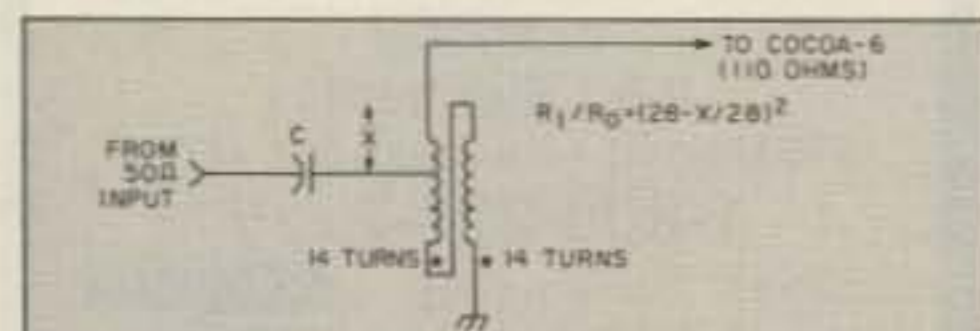 TO COCOA-6
(110 OHMS)
R1/R0=(28-X/28)2
C
X
FROM
50Ω
INPUT
14 TURNS
14 TURNS